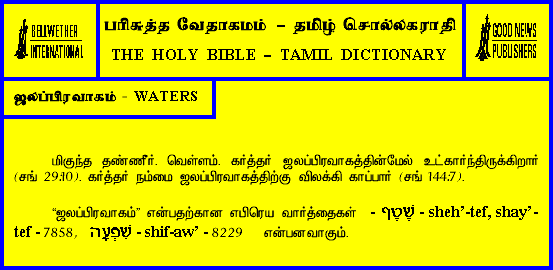 BELLWETHER
INTERNATIONAL
பரிசுத்த வேதாகமம் – தமிழ் சொல்லகராதி
THE HOLY BIBLE – TAMIL DICTIONARY
GOOD NEWS
PUBLISHERS
ஜலப்பிரவாகம் - WATERS
மிகுந்த தண்ணீர். வெள்ளம். கர்த்தர் ஜலப்பிரவாகத்தின்மேல் உட்கார்ந்திருக்கிறார்
(சங் 29:10). கர்த்தர் நம்மை ஜலப்பிரவாகத்திற்கு விலக்கி காப்பார் (சங் 144:7).
“ஜலப்பிரவாகம்” என்பதற்கான எபிரெய வார்த்தைகள் - שֶׁטֶף - sheh’-tef, shay’-
tef - 7858, שִׁפְעָה - shif-aw’ - 8229 என்பனவாகும்.